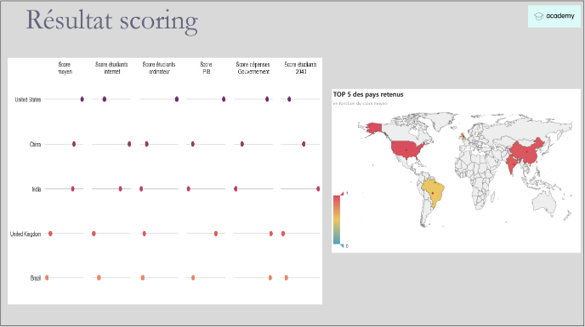 Résultat scoring
academy
Score
moyen
Score étudiants
internet
Score étudiants
ordinateur
Score
PIB
Score dépenses
Gouvernement
Score étudiants
2041
United States
China
India
United Kingdom
Brazil
TOP 5 des pays retenus
en fonction du score moyen
1
0